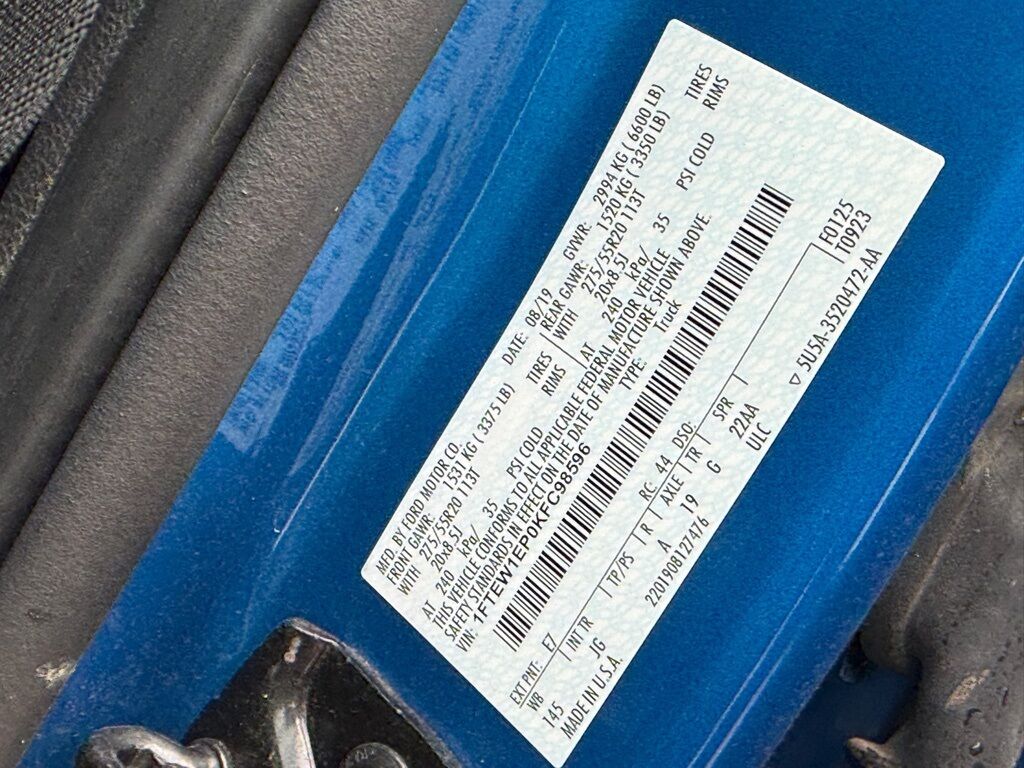 MFD. BY FORD MOTOR CO. DATE: 08/19 GVWR: 2994 KG ( 6600 LB)
FRONT GAWR: 1531 KG ( 3375 LB) REAR GAWR: 1520 KG ( 3350 LB)
WITH 275/55R20 113T TIRES WITH 275/55R20 113T TIRES
20x8.5J RIMS 20x8.5J RIMS
AT 240 kPa/ 35 PSI COLD AT 240 kPa/ 35 PSI COLD
THIS VEHICLE CONFORMS TO ALL APPLICABLE FEDERAL MOTOR VEHICLE
SAFETY STANDARDS IN EFFECT ON THE DATE OF MANUFACTURE SHOWN ABOVE.
VIN: 1FTEW1EP0KFC98596 TYPE: Truck
EXT PNT: E7 RC: 44 DSO: F0125
WB INT TR TP/PS R AXLE TR SPR T0923
145 JG A 19 G 22AA
MADE IN U.S.A. 2201908127476 ULC ▽ 5U5A-3520472-AA